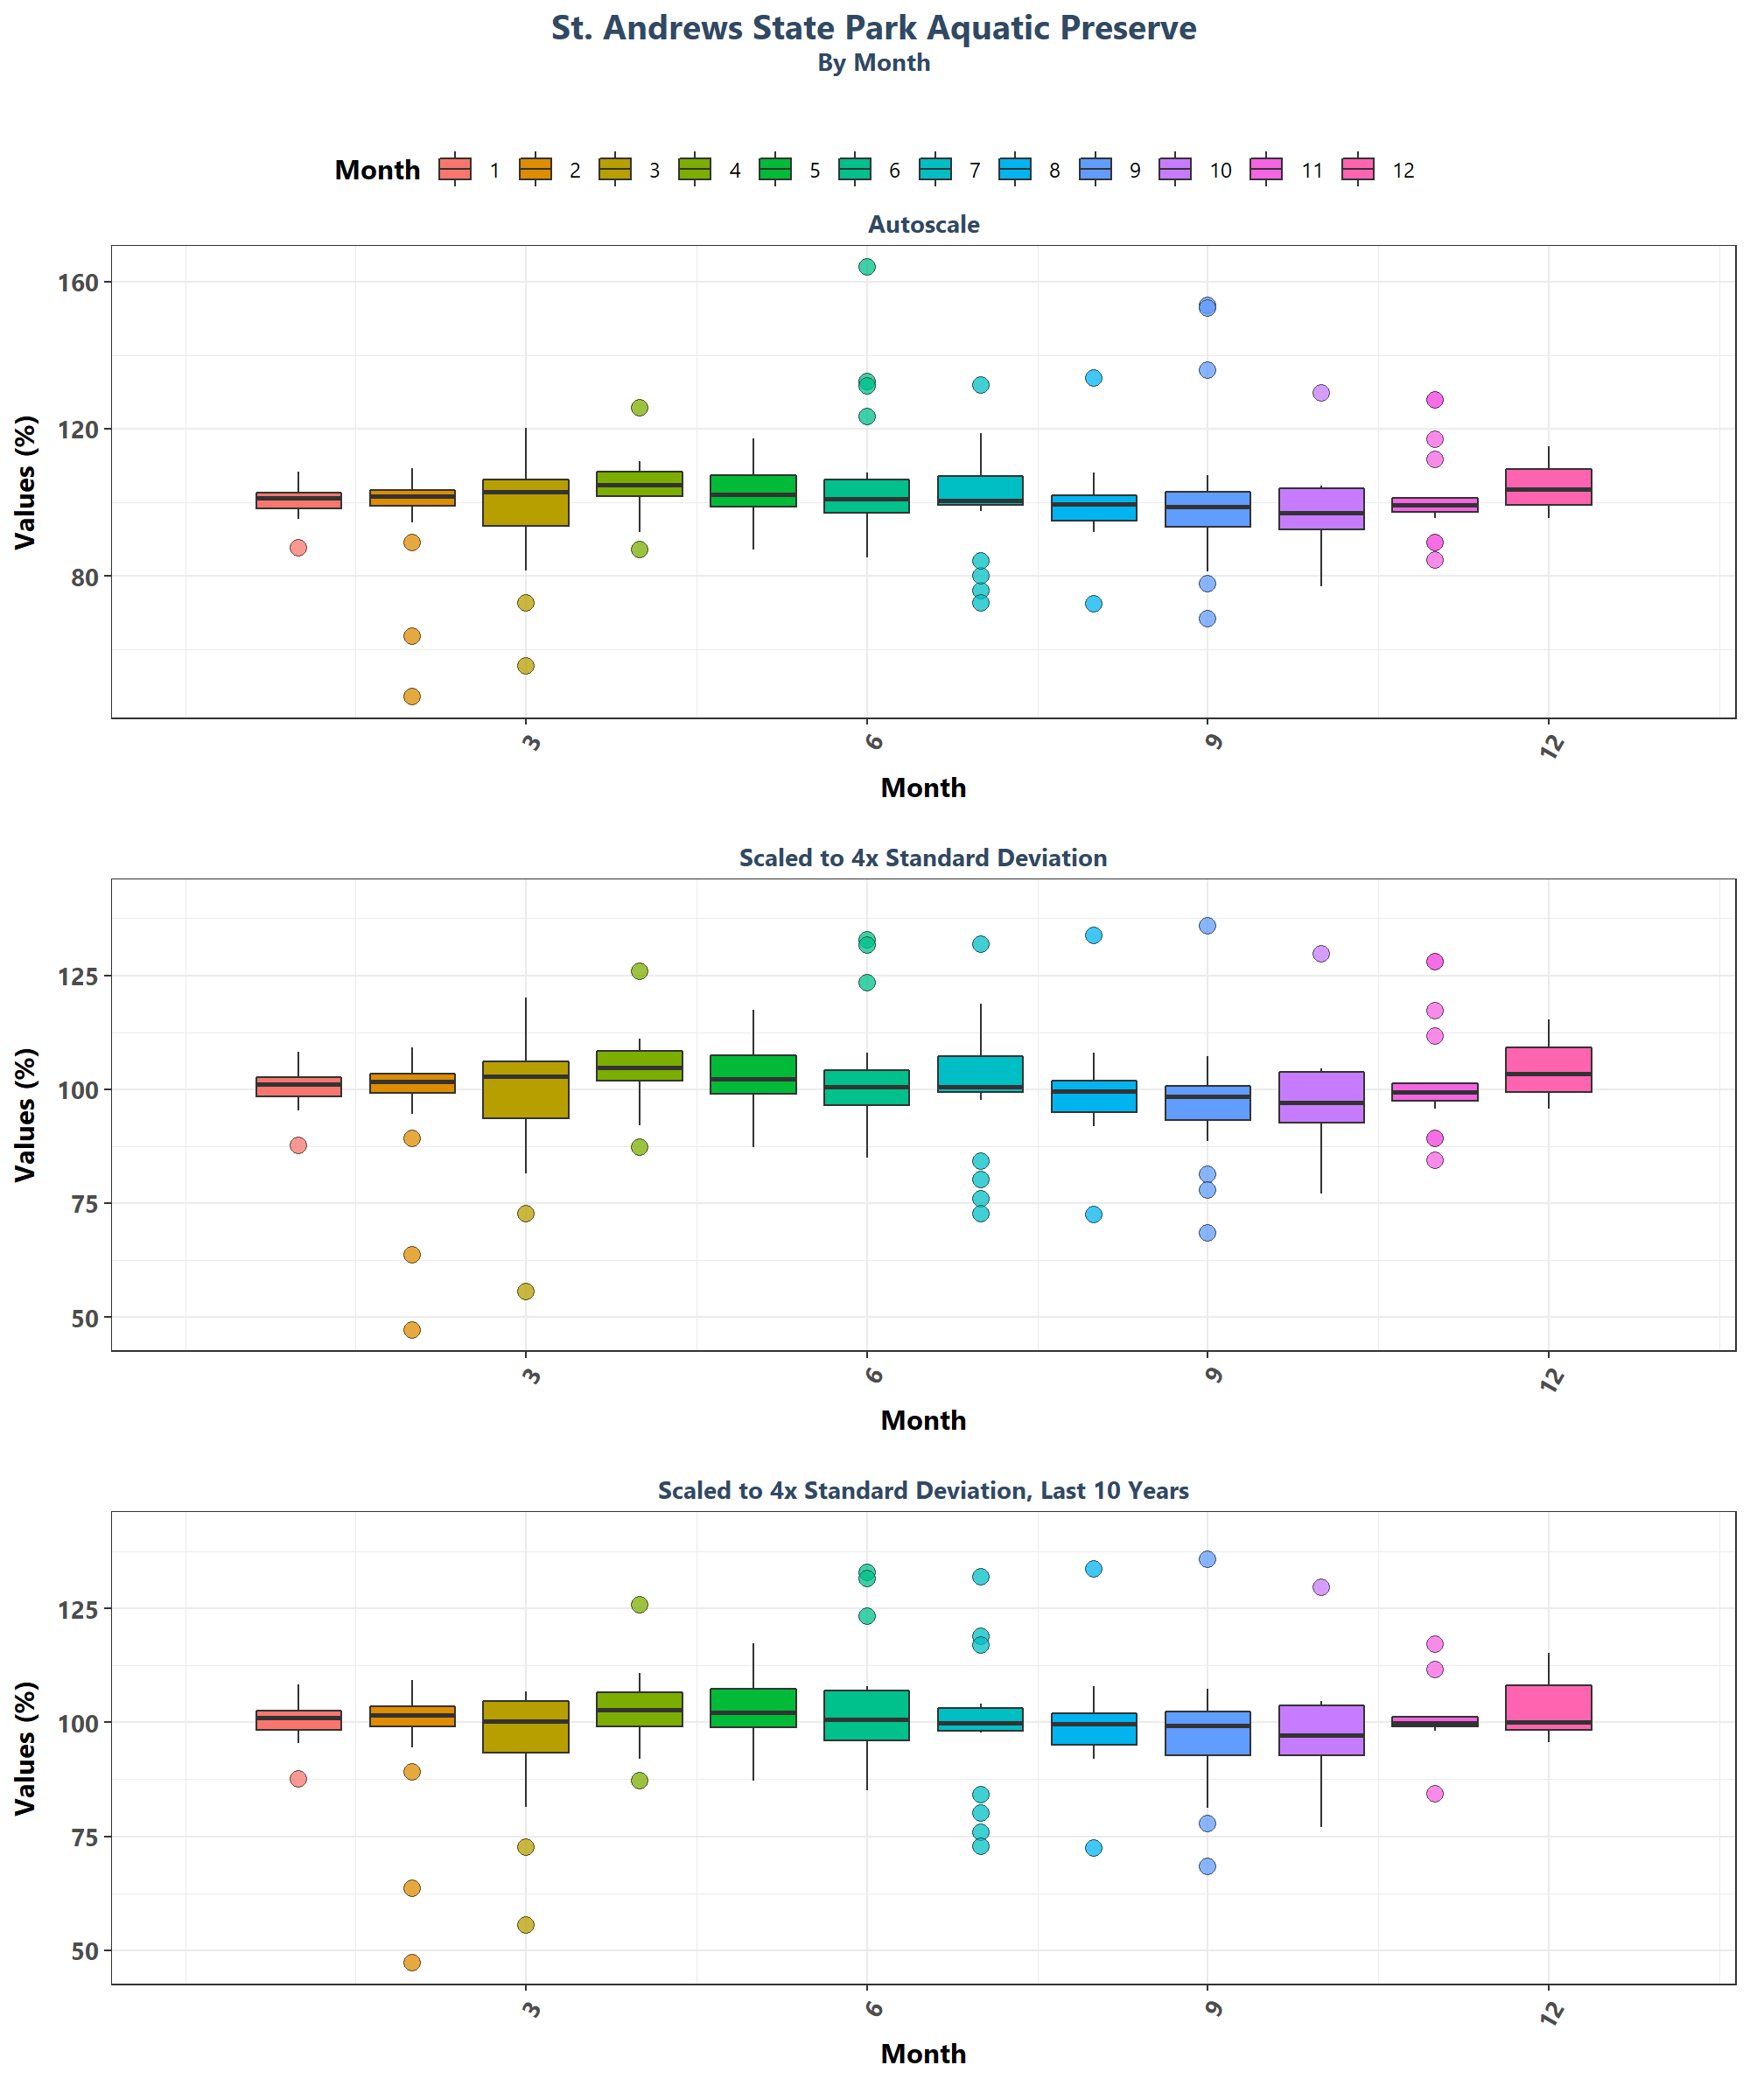 St. Andrews State Park Aquatic Preserve
By Month
Month 1 2 3 4 5 6 7 8 9 10 11 12
Autoscale
160
120
80
Values (%)
3 6 9 12
Month
Scaled to 4x Standard Deviation
125
100
75
50
Values (%)
3 6 9 12
Month
Scaled to 4x Standard Deviation, Last 10 Years
125
100
75
50
Values (%)
3 6 9 12
Month